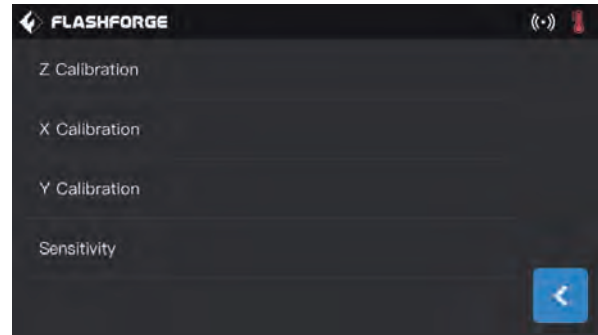 FLASHFORGE
Z Calibration
X Calibration
Y Calibration
Sensitivity